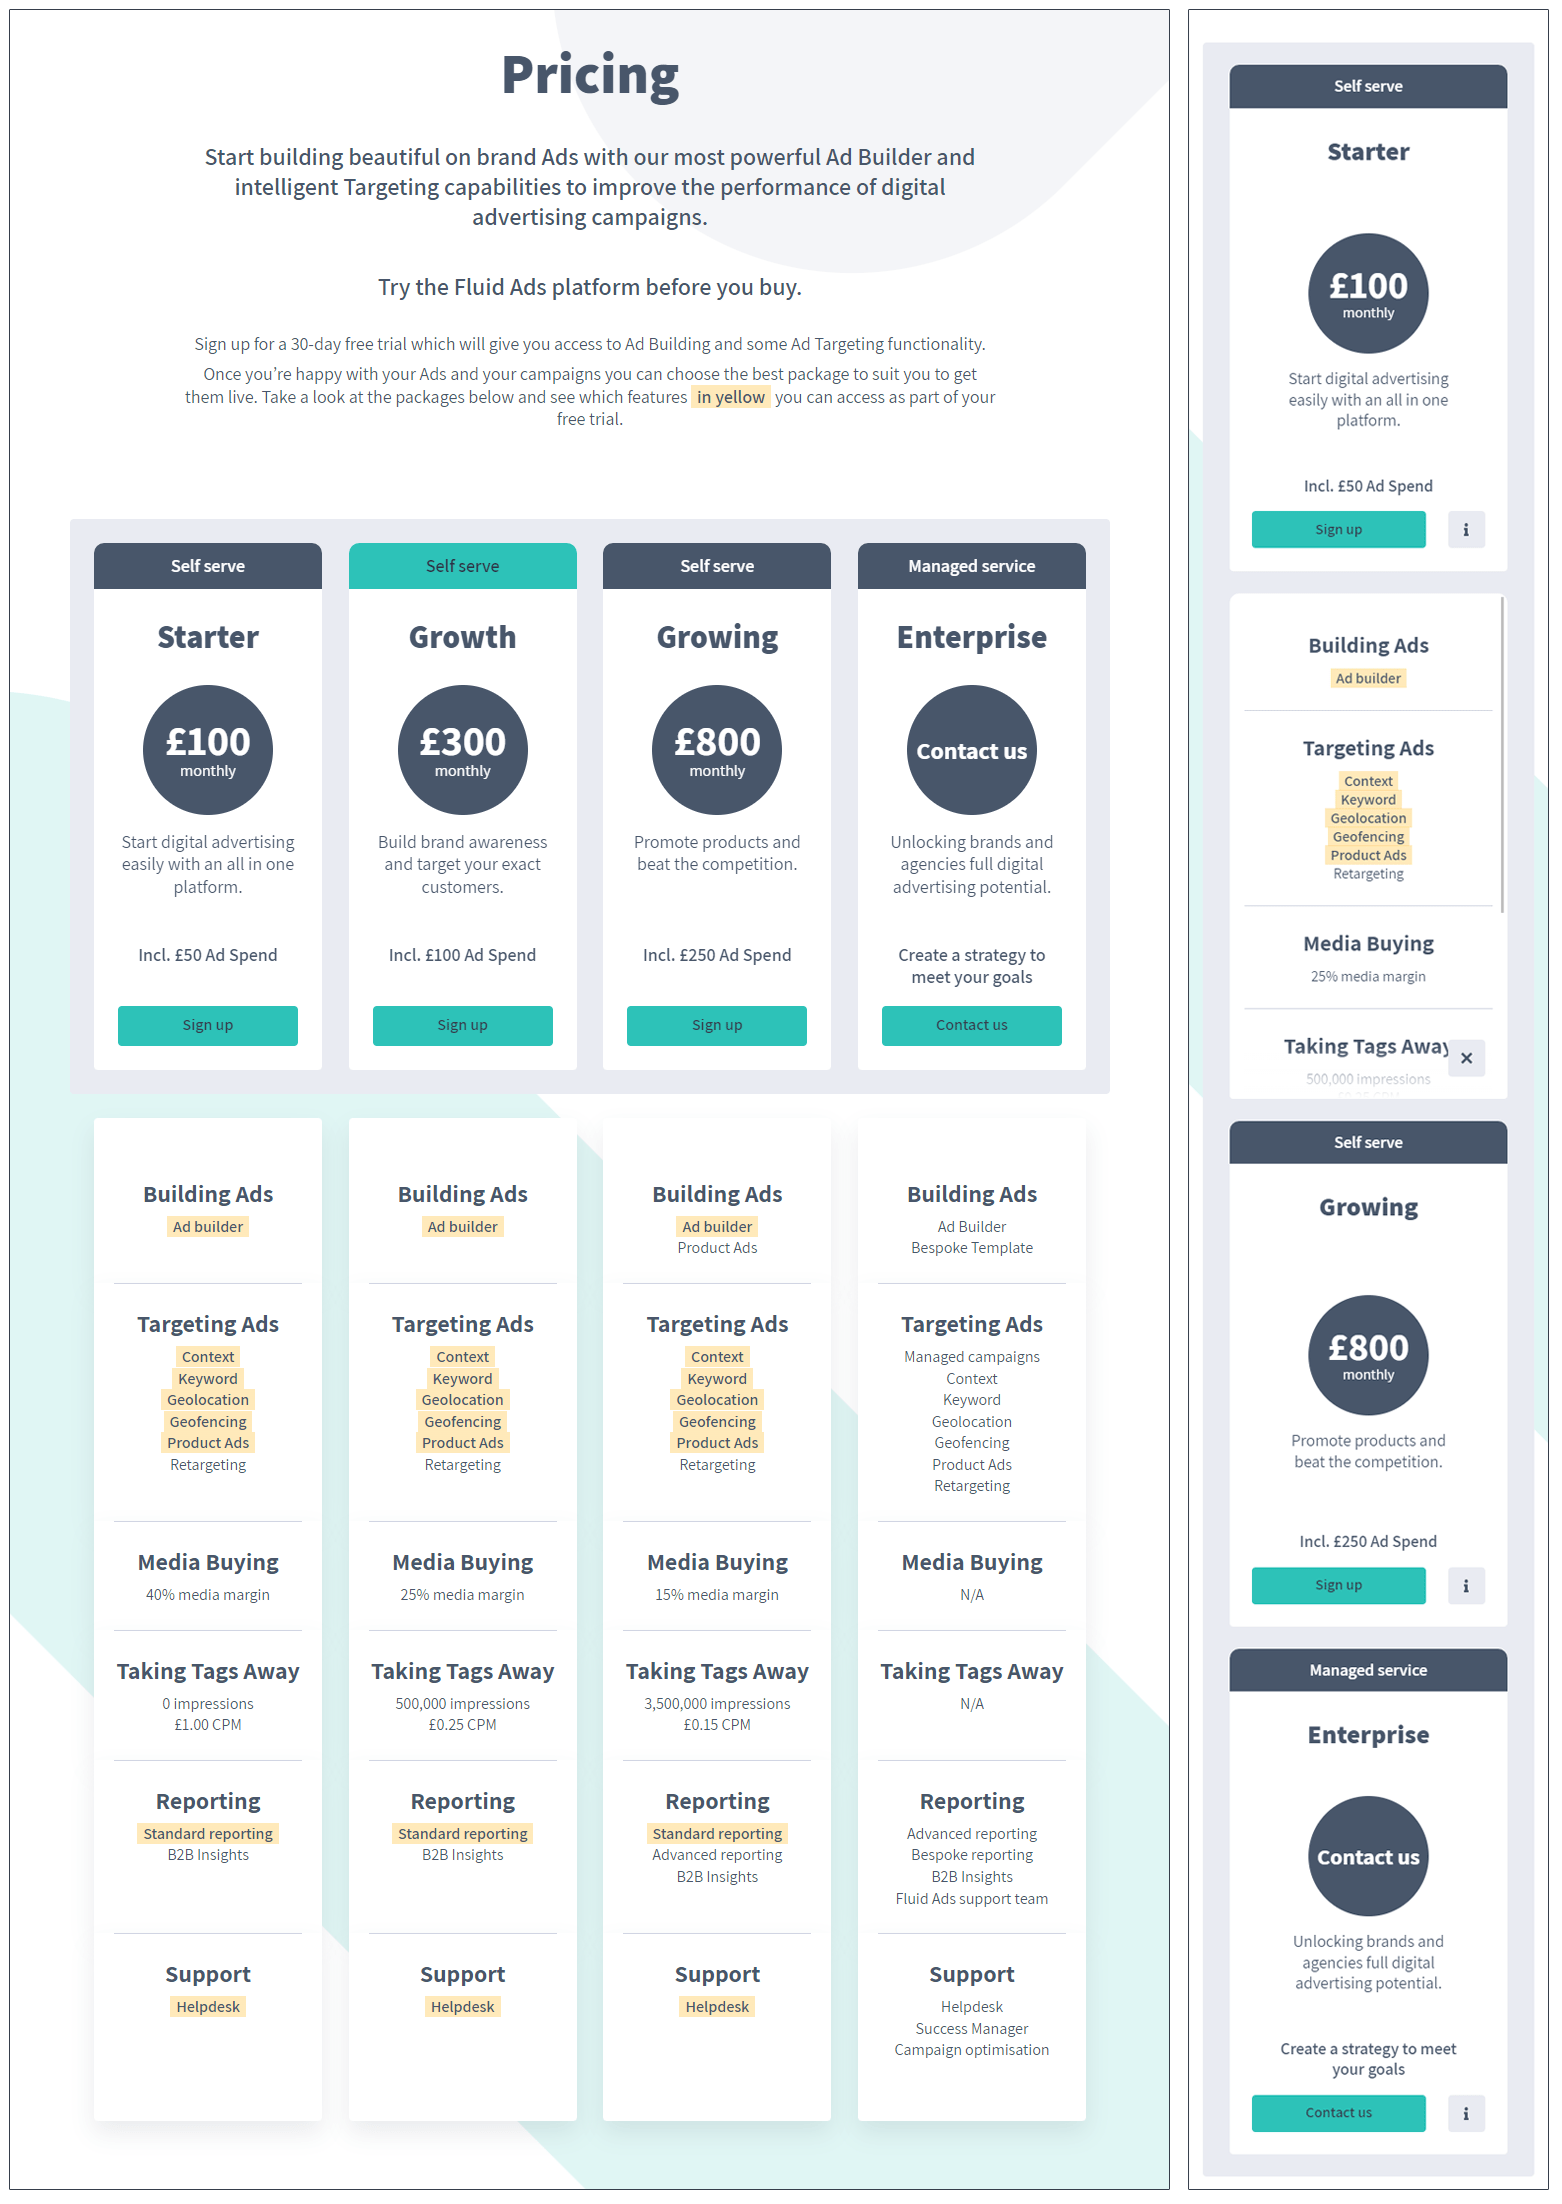 Pricing
Start building beautiful on brand Ads with our most powerful Ad Builder and
intelligent Targeting capabilities to improve the performance of digital
advertising campaigns.
Try the Fluid Ads platform before you buy.
Sign up for a 30-day free trial which will give you access to Ad Building and some Ad Targeting functionality.
Once you’re happy with your Ads and your campaigns you can choose the best package to suit you to get
them live. Take a look at the packages below and see which features in yellow you can access as part of your
free trial.
Self serve
Starter
£100
monthly
Start digital advertising
easily with an all in one
platform.
Incl. £50 Ad Spend
Sign up
Self serve
Growth
£300
monthly
Build brand awareness
and target your exact
customers.
Incl. £100 Ad Spend
Sign up
Self serve
Growing
£800
monthly
Promote products and
beat the competition.
Incl. £250 Ad Spend
Sign up
Managed service
Enterprise
Contact us
Unlocking brands and
agencies full digital
advertising potential.
Create a strategy to
meet your goals
Contact us
Building Ads
Ad builder
Targeting Ads
Context
Keyword
Geolocation
Geofencing
Product Ads
Retargeting
Media Buying
40% media margin
Taking Tags Away
0 impressions
£1.00 CPM
Reporting
Standard reporting
B2B Insights
Support
Helpdesk
Building Ads
Ad builder
Targeting Ads
Context
Keyword
Geolocation
Geofencing
Product Ads
Retargeting
Media Buying
25% media margin
Taking Tags Away
500,000 impressions
£0.25 CPM
Reporting
Standard reporting
B2B Insights
Support
Helpdesk
Building Ads
Ad builder
Product Ads
Targeting Ads
Context
Keyword
Geolocation
Geofencing
Product Ads
Retargeting
Media Buying
15% media margin
Taking Tags Away
3,500,000 impressions
£0.15 CPM
Reporting
Standard reporting
Advanced reporting
B2B Insights
Support
Helpdesk
Building Ads
Ad Builder
Bespoke Template
Targeting Ads
Managed campaigns
Context
Keyword
Geolocation
Geofencing
Product Ads
Retargeting
Media Buying
N/A
Taking Tags Away
N/A
Reporting
Advanced reporting
Bespoke reporting
B2B Insights
Fluid Ads support team
Support
Helpdesk
Success Manager
Campaign optimisation
Self serve
Starter
£100
monthly
Start digital advertising
easily with an all in one
platform.
Incl. £50 Ad Spend
Sign up
i
Building Ads
Ad builder
Targeting Ads
Context
Keyword
Geolocation
Geofencing
Product Ads
Retargeting
Media Buying
25% media margin
Taking Tags Away
500,000 impressions
Self serve
Growing
£800
monthly
Promote products and
beat the competition.
Incl. £250 Ad Spend
Sign up
i
Managed service
Enterprise
Contact us
Unlocking brands and
agencies full digital
advertising potential.
Create a strategy to meet
your goals
Contact us
i